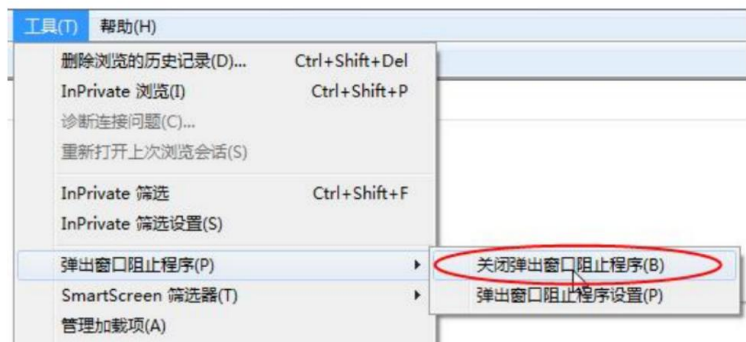 工具(T) 帮助(H)
删除浏览的历史记录(D)... Ctrl+Shift+Del
InPrivate 浏览(I) Ctrl+Shift+P
诊断连接问题(C)...
重新打开上次浏览会话(S)
InPrivate 筛选 Ctrl+Shift+F
InPrivate 筛选设置(S)
弹出窗口阻止程序(P) 关闭弹出窗口阻止程序(B)
SmartScreen 筛选器(T) 弹出窗口阻止程序设置(P)
管理加载项(A)